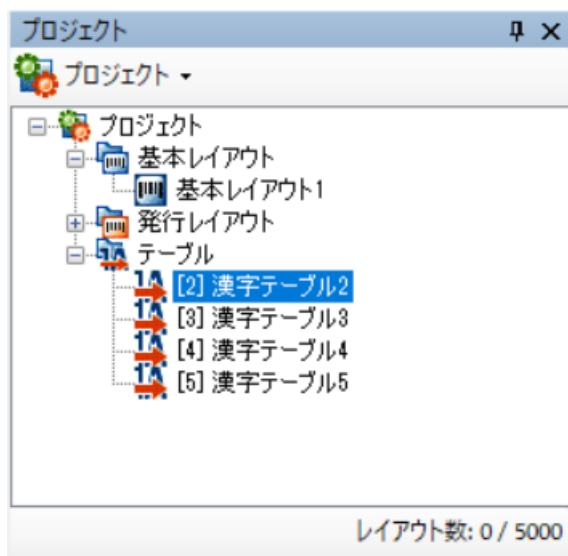 プロジェクト
プロジェクト
プロジェクト
基本レイアウト
基本レイアウト1
発行レイアウト
テーブル
[2] 漢字テーブル2
[3] 漢字テーブル3
[4] 漢字テーブル4
[5] 漢字テーブル5
レイアウト数: 0 / 5000